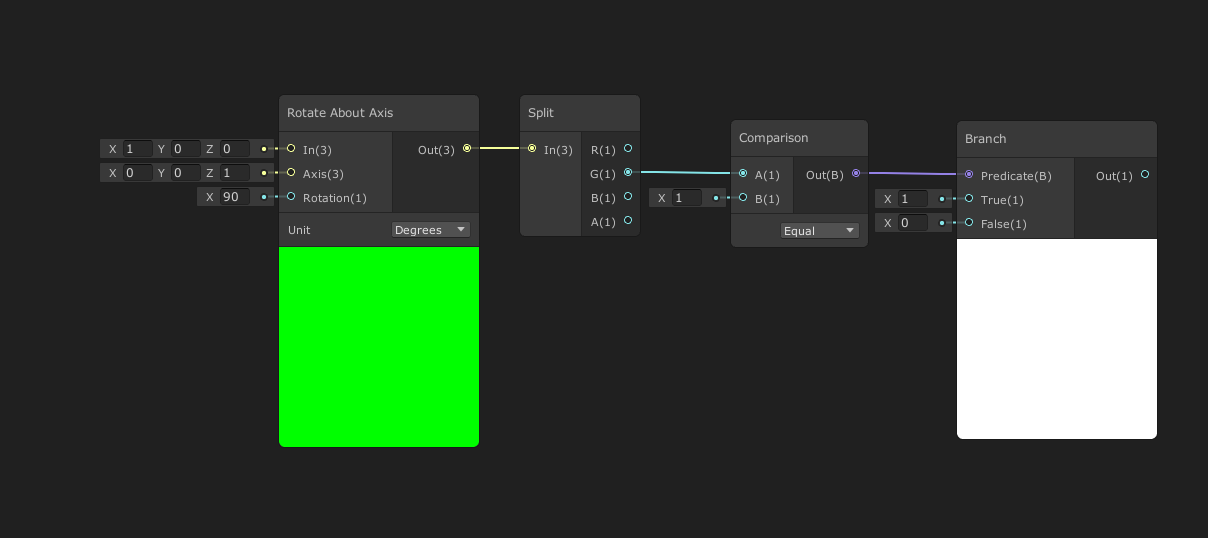 Rotate About Axis
X 1 Y 0 Z 0 In(3) Out(3)
X 0 Y 0 Z 1 Axis(3)
X 90 Rotation(1)
Unit Degrees
Split
In(3) R(1)
G(1)
B(1)
A(1)
Comparison
A(1) Out(B)
X 1 B(1)
Equal
Branch
Predicate(B) Out(1)
X 1 True(1)
X 0 False(1)